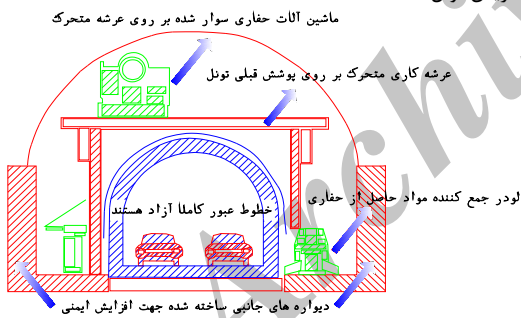 ماشین آلات حفاری سوار شده بر روی عرشه متحرک
عرشه کاری متحرک بر روی پوشش قبلی تونل
لودر جمع کننده مواد حاصل از حفاری
خطوط عبور کاملا آزاد هستند
دیواره های جانبی ساخته شده جهت افزایش ایمنی
Archi